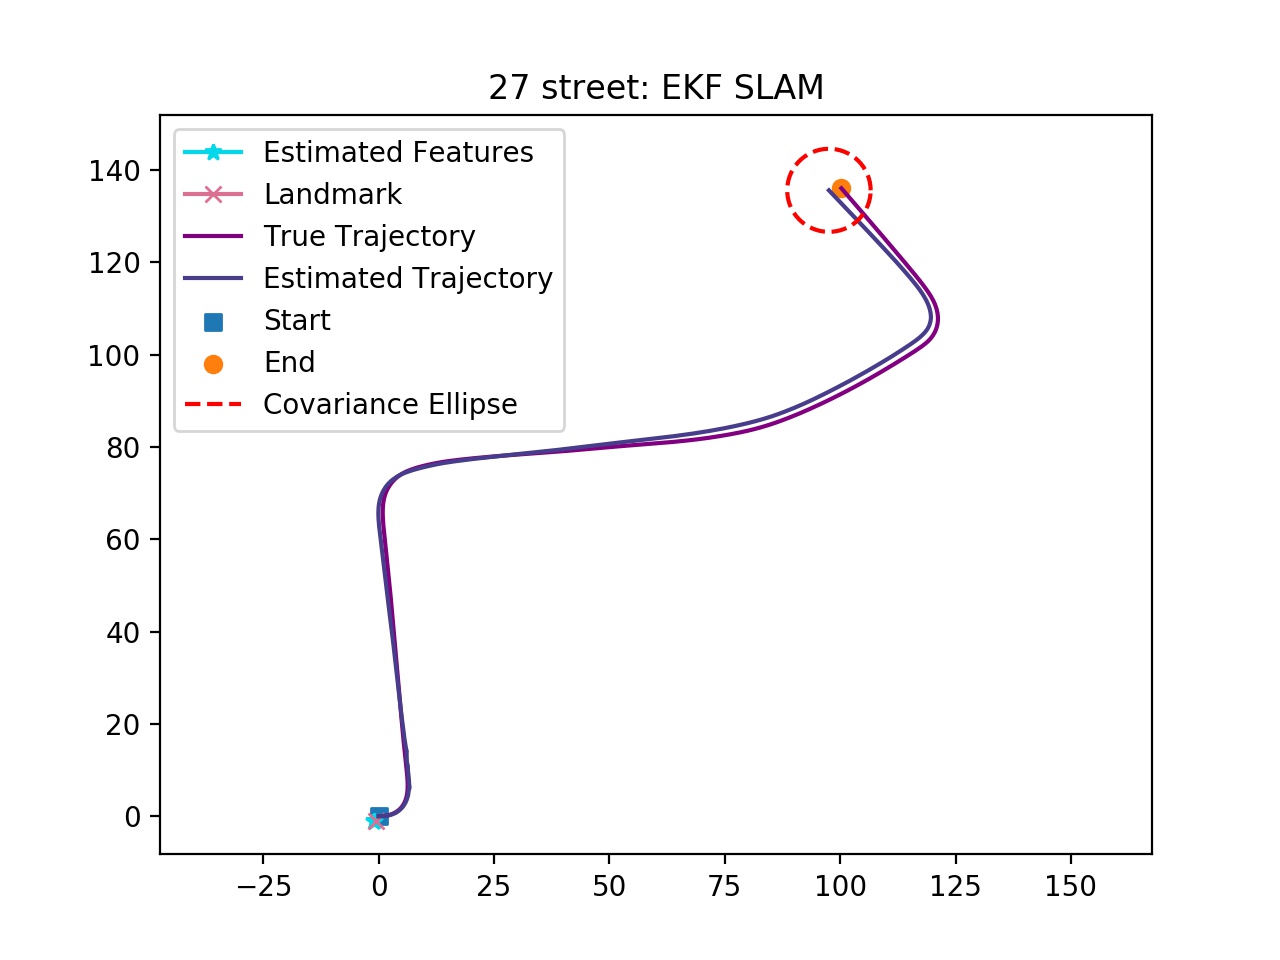 27 street: EKF SLAM
Estimated Features
Landmark
True Trajectory
Estimated Trajectory
Start
End
Covariance Ellipse
140
120
100
80
60
40
20
0
−25 0 25 50 75 100 125 150